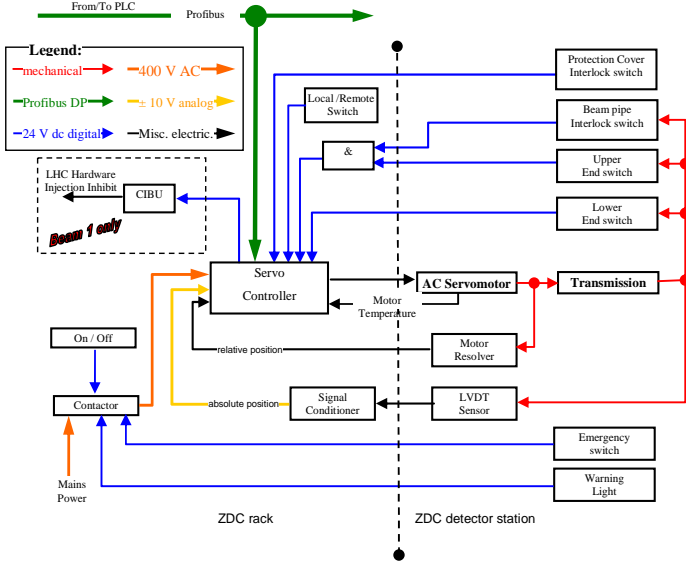 From/To PLC
Profibus
Legend:
mechanical
400 V AC
Profibus DP
± 10 V analog
24 V dc digital
Misc. electric.
Protection Cover
Interlock switch
Local /Remote
Switch
Beam pipe
Interlock switch
&
Upper
End switch
LHC Hardware
Injection Inhibit
CIBU
Beam 1 only
Lower
End switch
Servo
Controller
AC Servomotor
Transmission
Motor
Temperature
On / Off
relative position
Motor
Resolver
Contactor
absolute position
Signal
Conditioner
LVDT
Sensor
Emergency
switch
Mains
Power
Warning
Light
ZDC rack
ZDC detector station